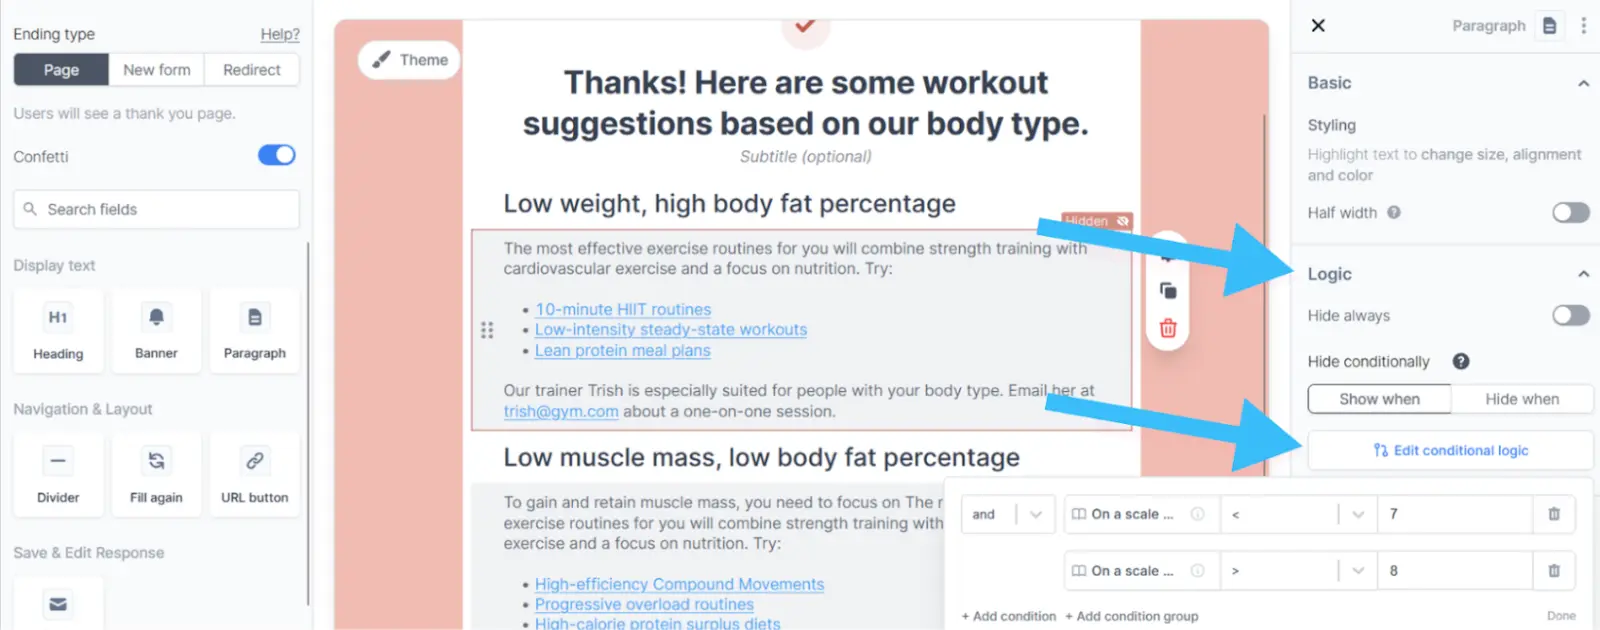 Ending type
Help?
Page
New form
Redirect
Users will see a thank you page.
Confetti
Search fields
Display text
H1
Heading
Banner
Paragraph
Navigation & Layout
Divider
Fill again
URL button
Save & Edit Response
Theme
Thanks! Here are some workout
suggestions based on our body type.
Subtitle (optional)
Low weight, high body fat percentage
Hidden
The most effective exercise routines for you will combine strength training with
cardiovascular exercise and a focus on nutrition. Try:
• 10-minute HIIT routines
• Low-intensity steady-state workouts
• Lean protein meal plans
Our trainer Trish is especially suited for people with your body type. Email her at
trish@gym.com about a one-on-one session.
Low muscle mass, low body fat percentage
To gain and retain muscle mass, you need to focus on The r
exercise routines for you will combine strength training with
exercise and a focus on nutrition. Try:
• High-efficiency Compound Movements
• Progressive overload routines
• High-calorie protein surplus diets
Paragraph
Basic
Styling
Highlight text to change size, alignment
and color
Half width ?
Logic
Hide always
Hide conditionally ?
Show when
Hide when
Edit conditional logic
and
On a scale ...
<
7
On a scale ...
>
8
+ Add condition + Add condition group
Done